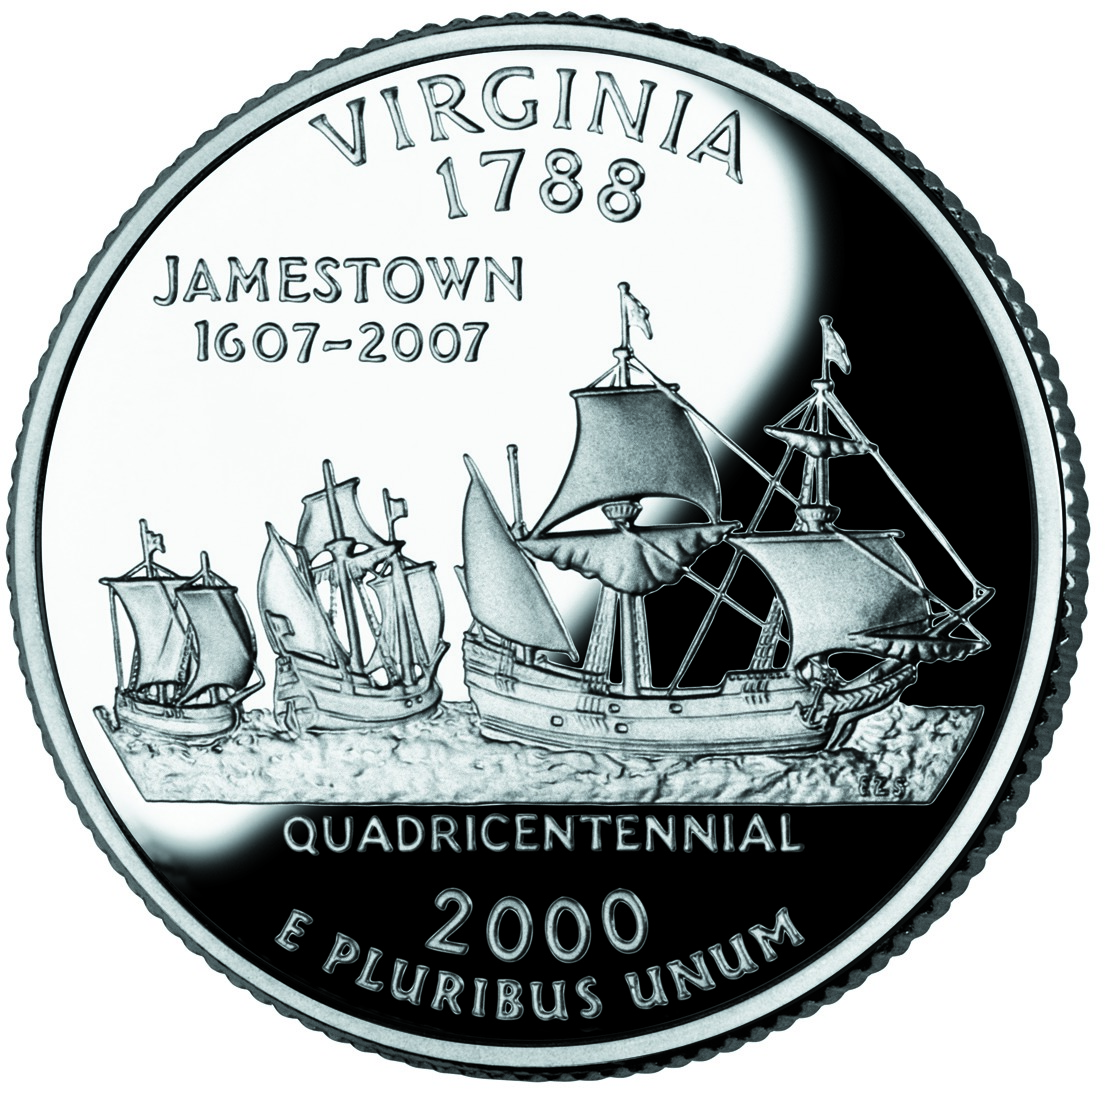 VIRGINIA
1788
JAMESTOWN
1607-2007
EZS
QUADRICENTENNIAL
2000
E PLURIBUS UNUM